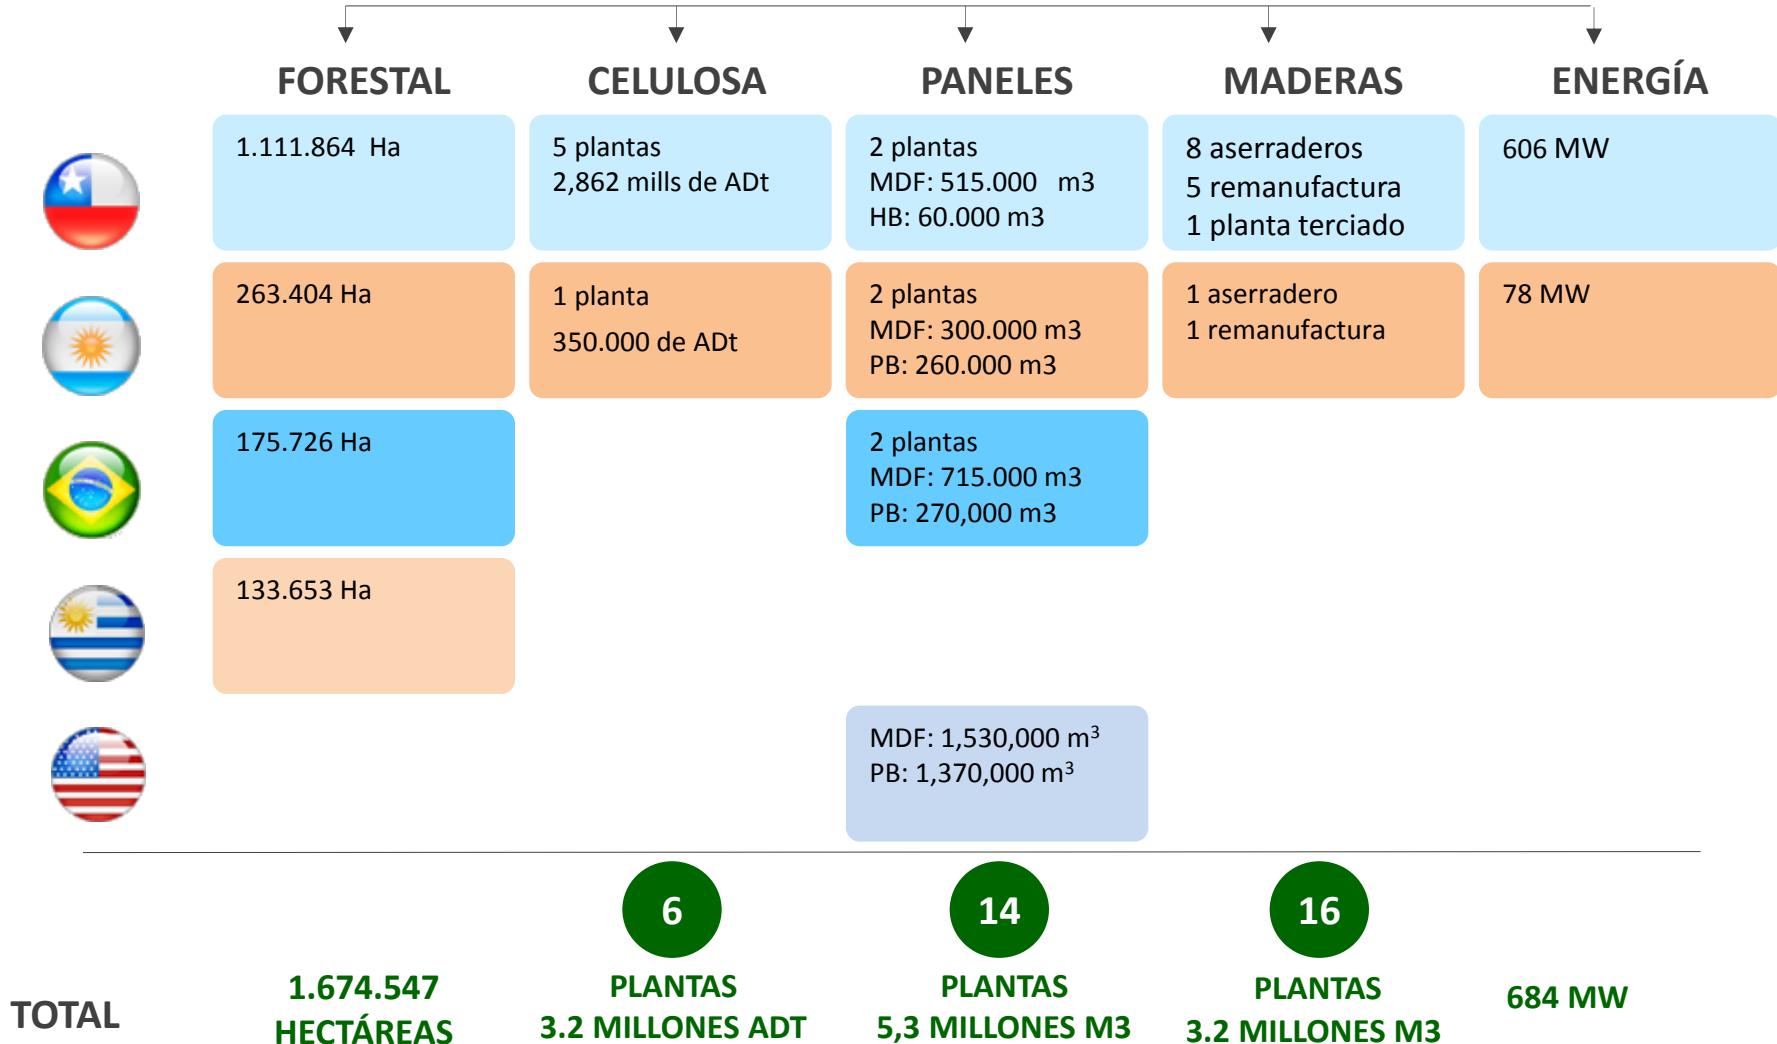 FORESTAL
CELULOSA
PANELES
MADERAS
ENERGÍA
1.111.864 Ha
5 plantas
2,862 mills de ADt
2 plantas
MDF: 515.000 m3
HB: 60.000 m3
8 aserraderos
5 remanufactura
1 planta terciado
606 MW
263.404 Ha
1 planta
350.000 de ADt
2 plantas
MDF: 300.000 m3
PB: 260.000 m3
1 aserradero
1 remanufactura
78 MW
175.726 Ha
2 plantas
MDF: 715.000 m3
PB: 270,000 m3
133.653 Ha
MDF: 1,530,000 m³
PB: 1,370,000 m³
TOTAL
1.674.547
HECTÁREAS
6
PLANTAS
3.2 MILLONES ADT
14
PLANTAS
5,3 MILLONES M3
16
PLANTAS
3.2 MILLONES M3
684 MW